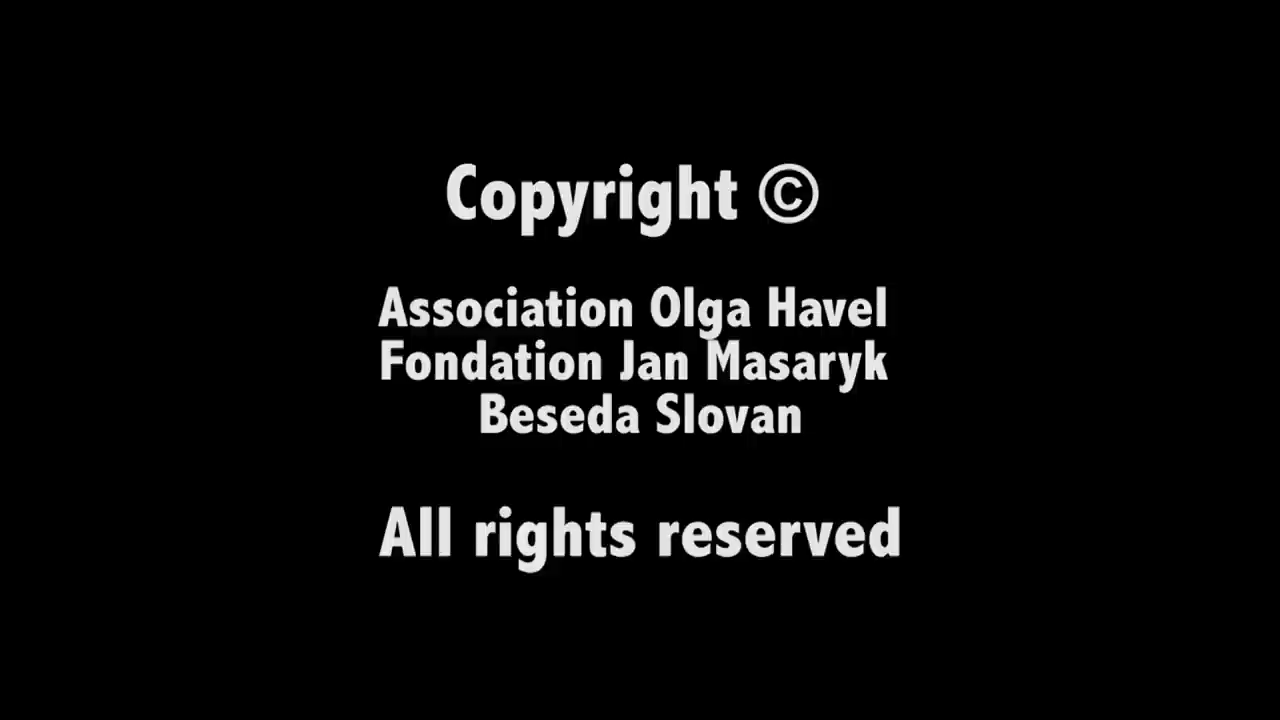 Copyright ©
Association Olga Havel
Fondation Jan Masaryk
Beseda Slovan
All rights reserved